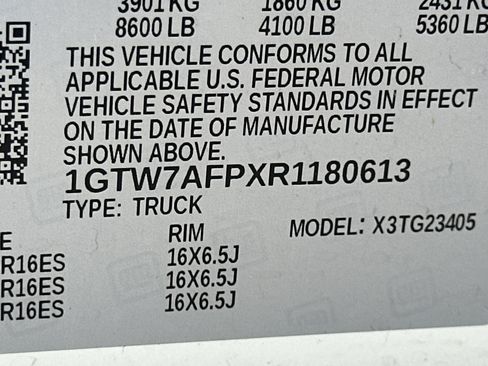 3901 KG 1860 KG 2431 KG
8600 LB 4100 LB 5360 LB
THIS VEHICLE CONFORMS TO ALL
APPLICABLE U.S. FEDERAL MOTOR
VEHICLE SAFETY STANDARDS IN EFFECT
ON THE DATE OF MANUFACTURE
SHOWN ABOVE.
1GTW7AFPXR1180613
TYPE: TRUCK
MODEL: X3TG23405
E RIM
R16ES 16X6.5J
R16ES 16X6.5J
R16ES 16X6.5J